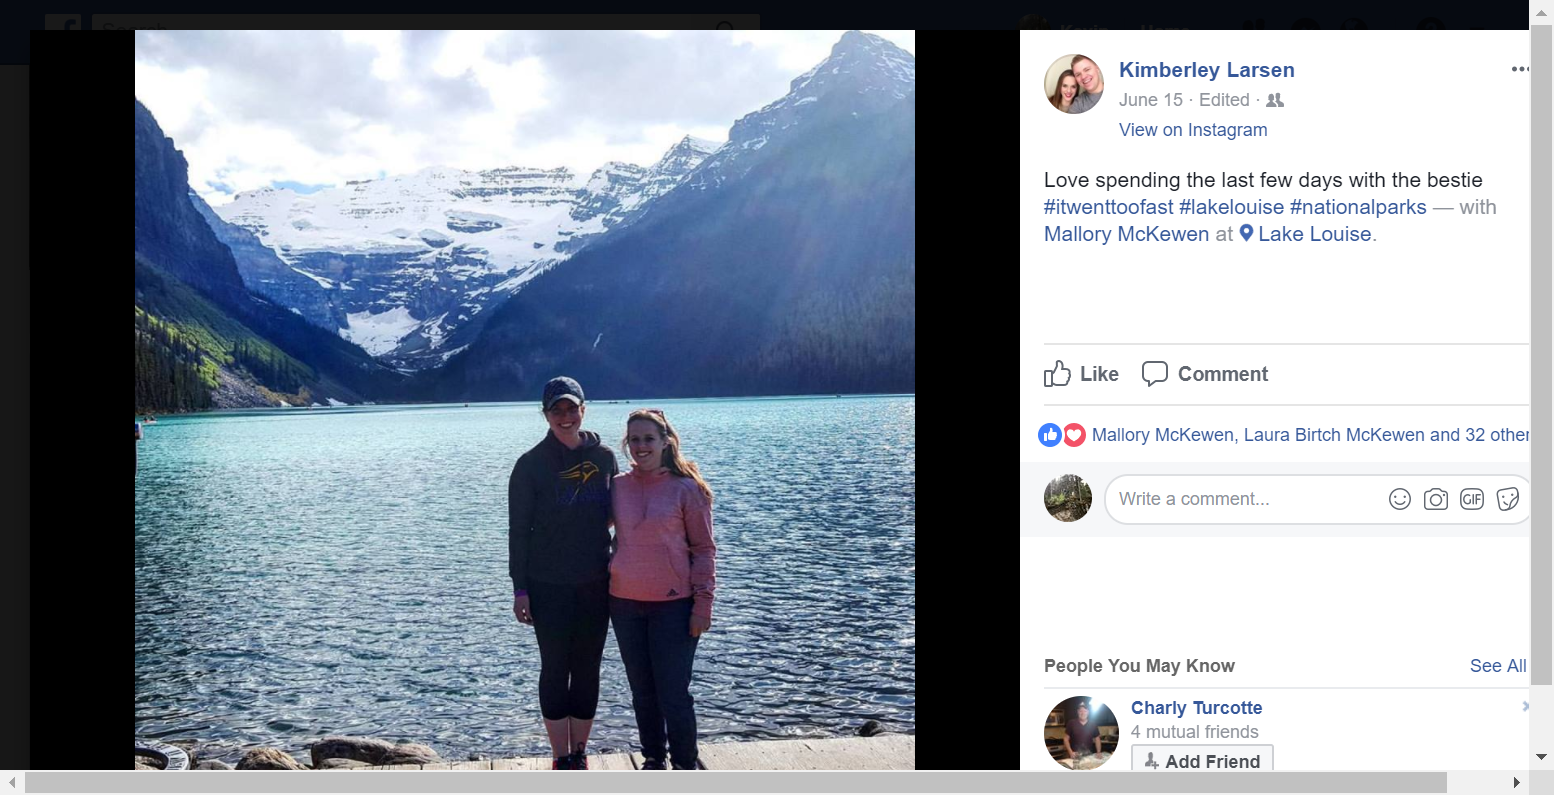 Search
Kimberley Larsen
June 15 · Edited ·
View on Instagram
Love spending the last few days with the bestie
#itwenttoofast #lakelouise #nationalparks — with
Mallory McKewen at Lake Louise.
Like Comment
Mallory McKewen, Laura Birtch McKewen and 32 other
Write a comment... GIF
People You May Know See All
Charly Turcotte
4 mutual friends
Add Friend